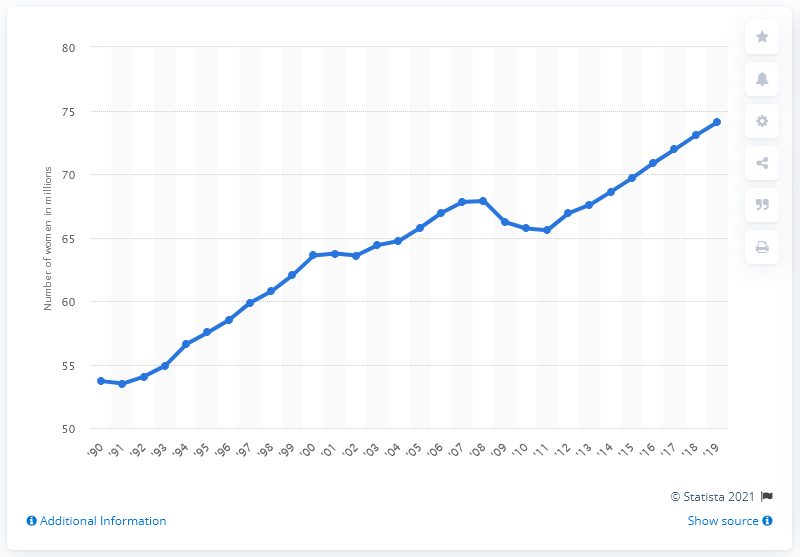 80
75
70
65
60
55
50
Number of women in millions
'90 '91 '92 '93 '94 '95 '96 '97 '98 '99 '00 '01 '02 '03 '04 '05 '06 '07 '08 '09 '10 '11 '12 '13 '14 '15 '16 '17 '18 '19
© Statista 2021
Additional Information
Show source